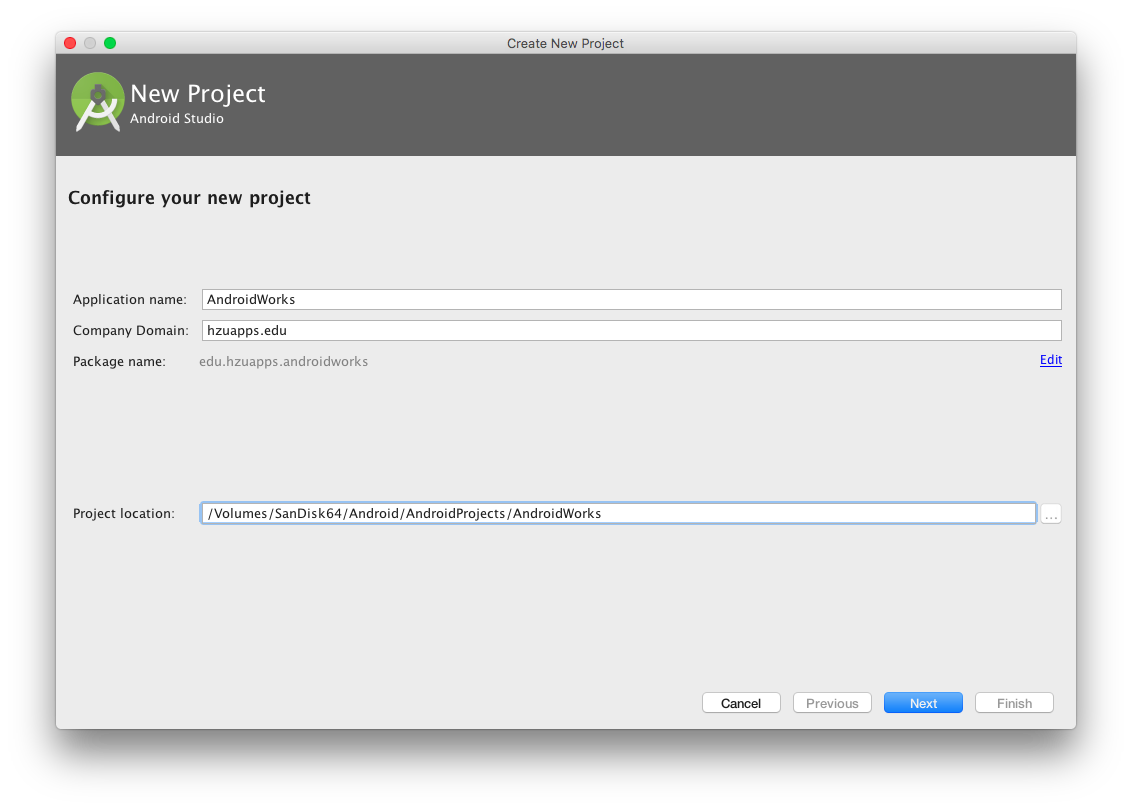 Create New Project
New Project
Android Studio
Configure your new project
Application name: AndroidWorks
Company Domain: hzuapps.edu
Package name: edu.hzuapps.androidworks Edit
Project location: /Volumes/SanDisk64/Android/AndroidProjects/AndroidWorks ...
Cancel Previous Next Finish